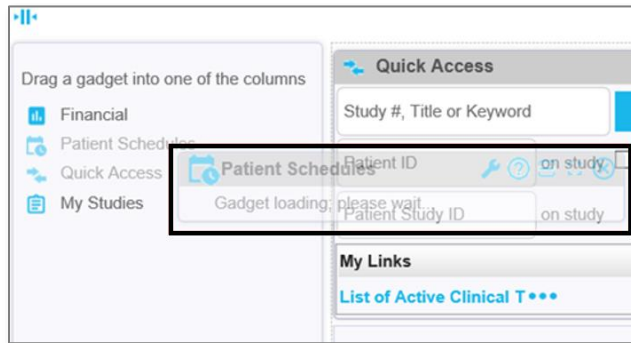 Drag a gadget into one of the columns
Financial
Patient Schedules
Quick Access
My Studies
Quick Access
Study #, Title or Keyword
Patient ID
on study
Patient Schedules
Gadget loading; please wait...
Patient Study ID
on study
My Links
List of Active Clinical T•••